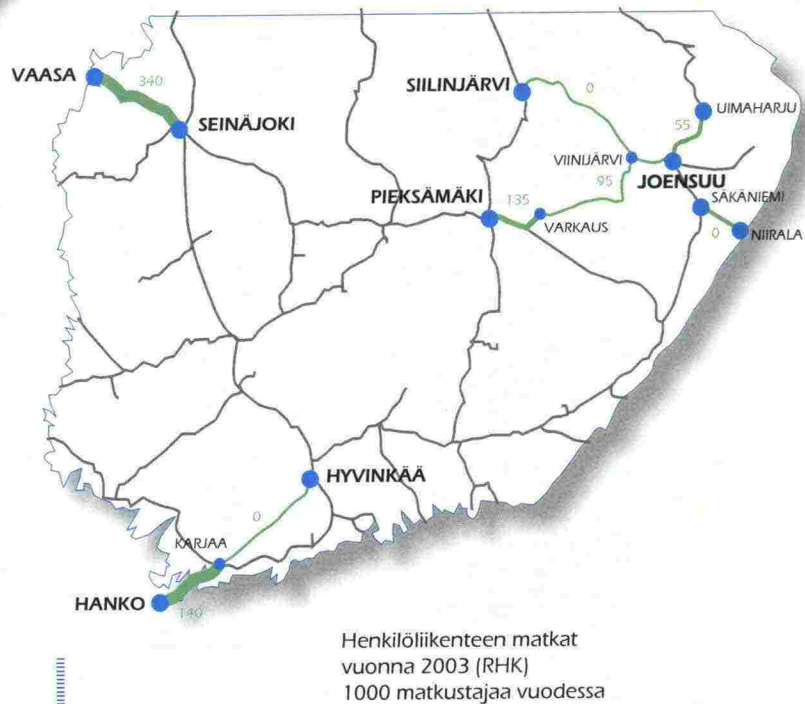 VAASA
340
SEINÄJOKI
SIILINJÄRVI
0
UIMAHARJU
55
VIINIJÄRVI
JOENSUU
95
SÄKÄNIEMI
PIEKSÄMÄKI
135
VARKAUS
0
NIIRALA
HYVINKÄÄ
0
KARJAA
HANKO
140
Henkilöliikenteen matkat
vuonna 2003 (RHK)
1000 matkustajaa vuodessa